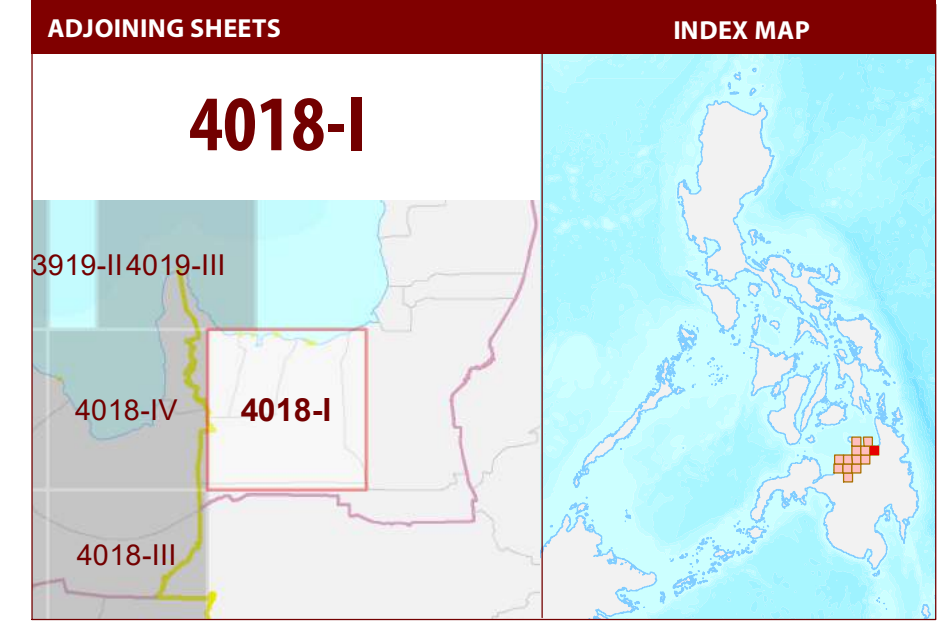 ADJOINING SHEETS
INDEX MAP
4018-I
3919-II 4019-III
4018-IV
4018-I
4018-III